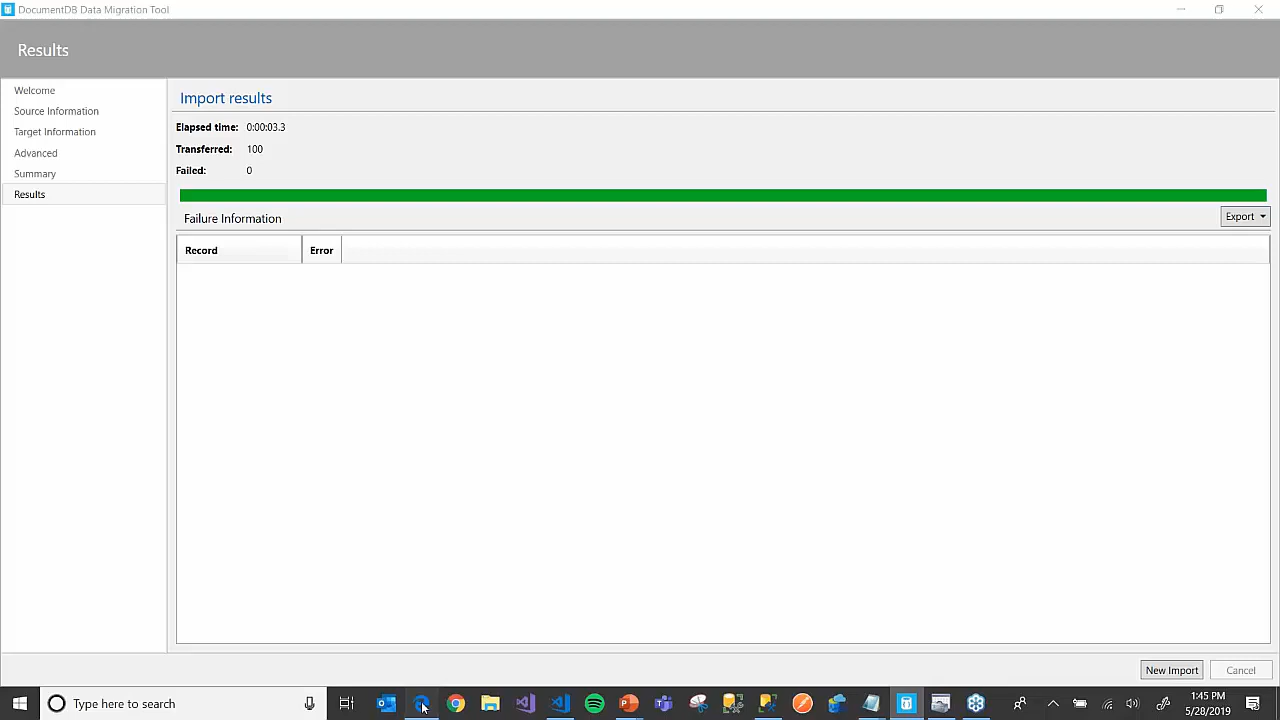 DocumentDB Data Migration Tool
Results
Welcome
Source Information
Target Information
Advanced
Summary
Results
Import results
Elapsed time: 0:00:03.3
Transferred: 100
Failed: 0
Failure Information
Export
Record Error
New Import Cancel
Type here to search
1:45 PM
5/28/2019